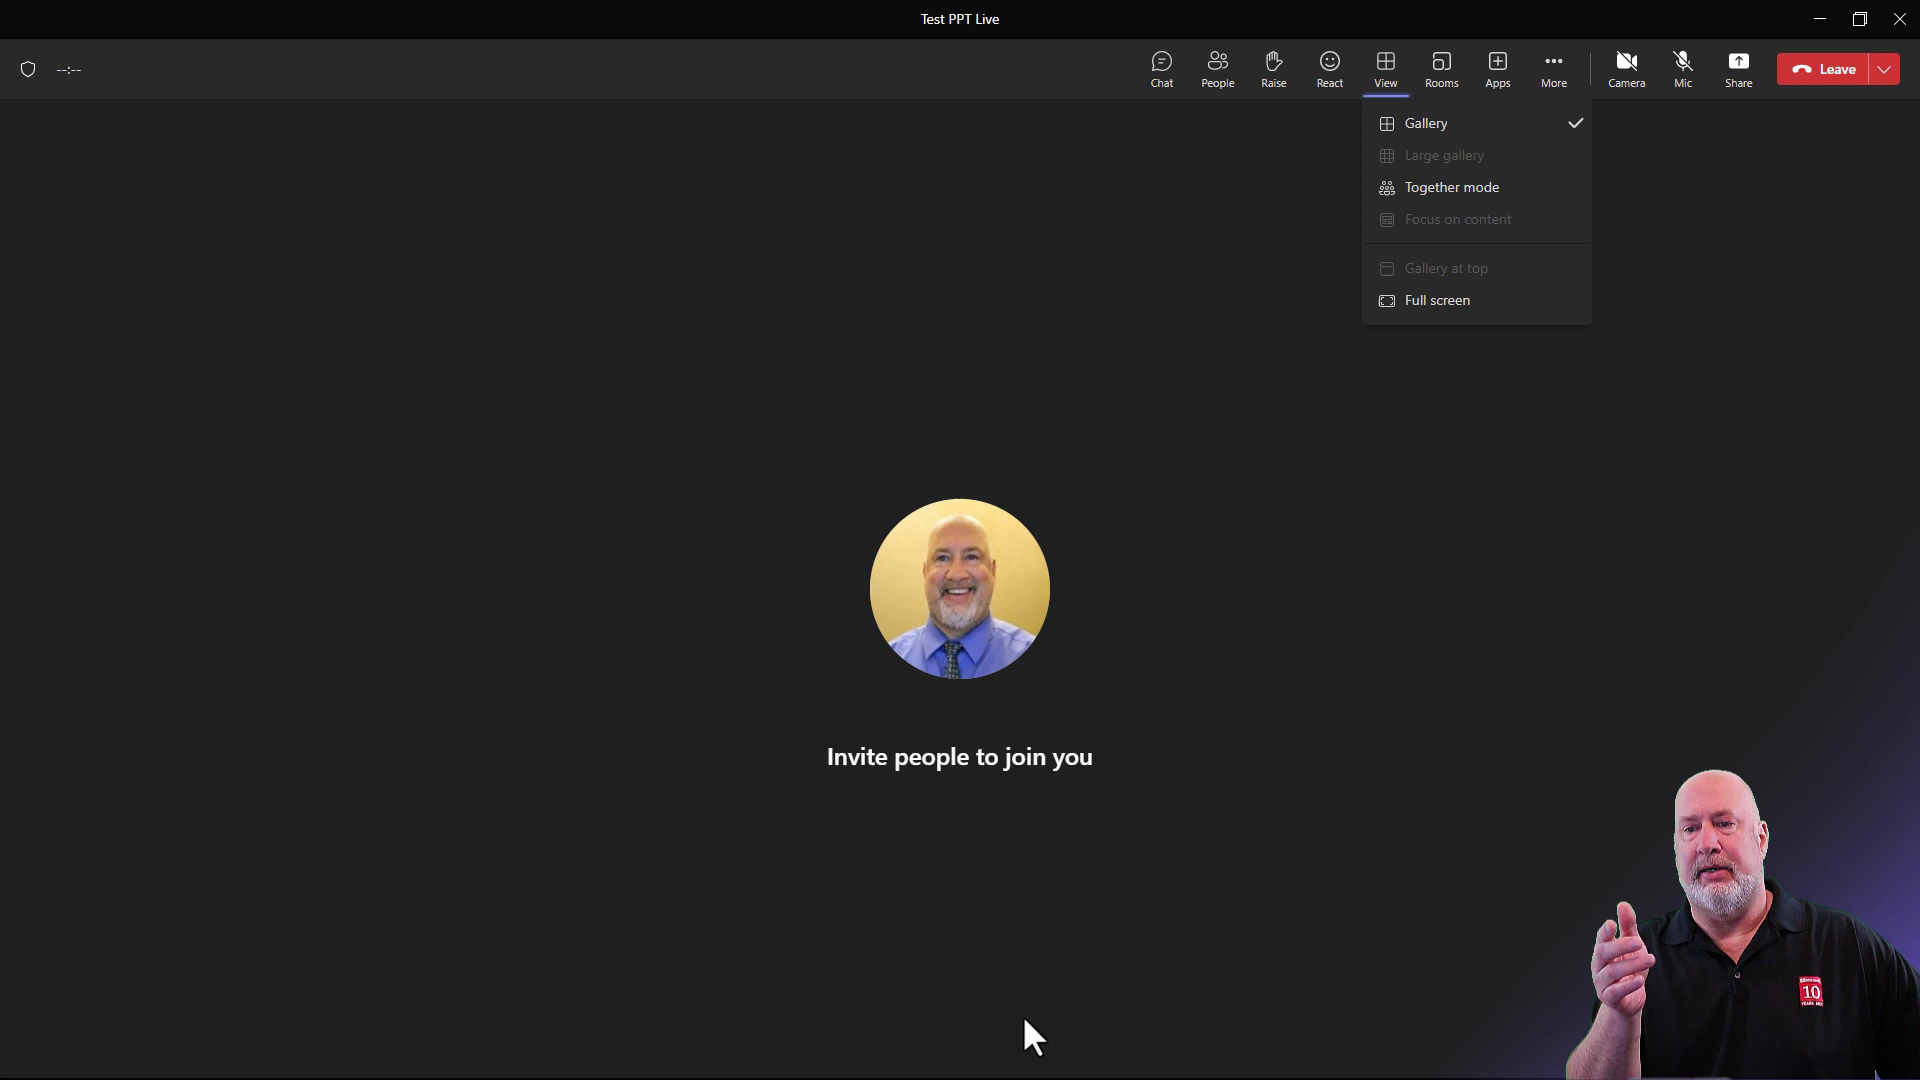 Test PPT Live
--:--
Chat
People
Raise
React
View
Rooms
Apps
More
Camera
Mic
Share
Leave
Gallery
Large gallery
Together mode
Focus on content
Gallery at top
Full screen
Invite people to join you
10